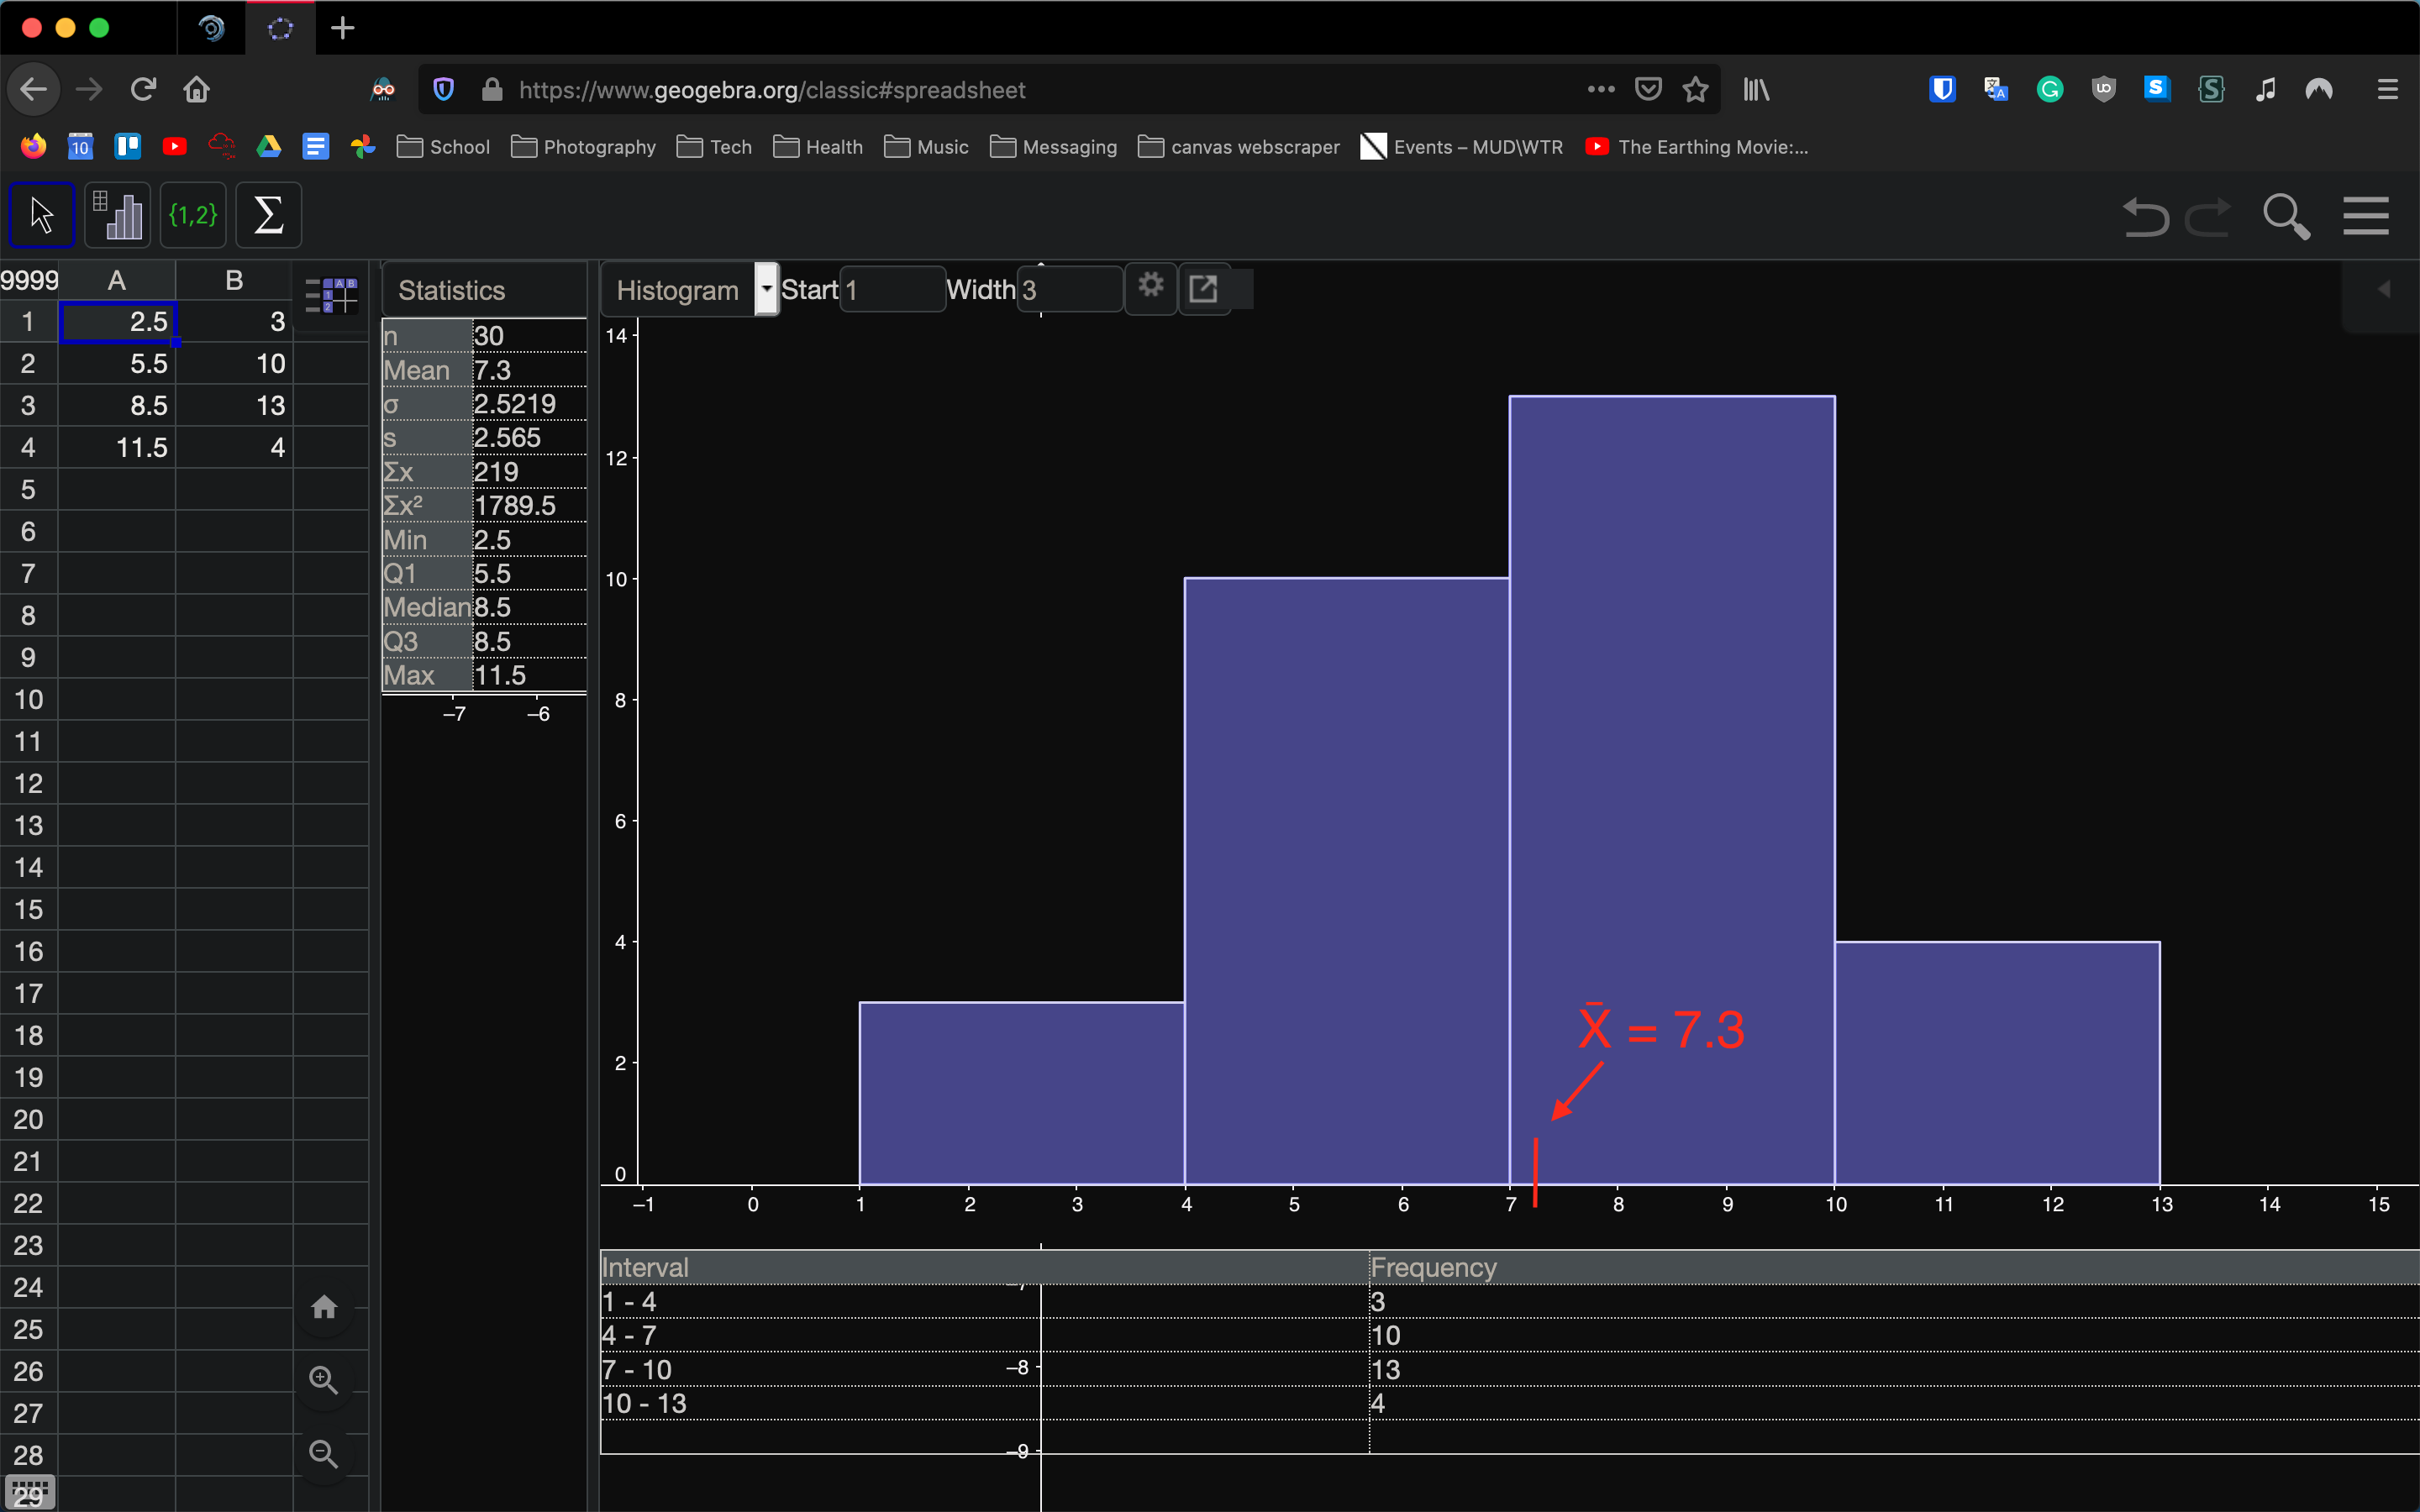 https://www.geogebra.org/classic#spreadsheet
10
School
Photography
Tech
Health
Music
Messaging
canvas webscraper
Events – MUD\WTR
The Earthing Movie:...
{1,2}
Σ
9999 A B
1 2.5 3
2 5.5 10
3 8.5 13
4 11.5 4
5
6
7
8
9
10
11
12
13
14
15
16
17
18
19
20
21
22
23
24
25
26
27
28
29
Statistics
n 30
Mean 7.3
σ 2.5219
s 2.565
Σx 219
Σx² 1789.5
Min 2.5
Q1 5.5
Median 8.5
Q3 8.5
Max 11.5
–7 –6
Histogram Start 1 Width 3
14
12
10
8
6
4
2
0
X̄ = 7.3
–1 0 1 2 3 4 5 6 7 8 9 10 11 12 13 14 15
Interval Frequency
1 - 4 3
4 - 7 10
7 - 10 13
10 - 13 4
–8
–9